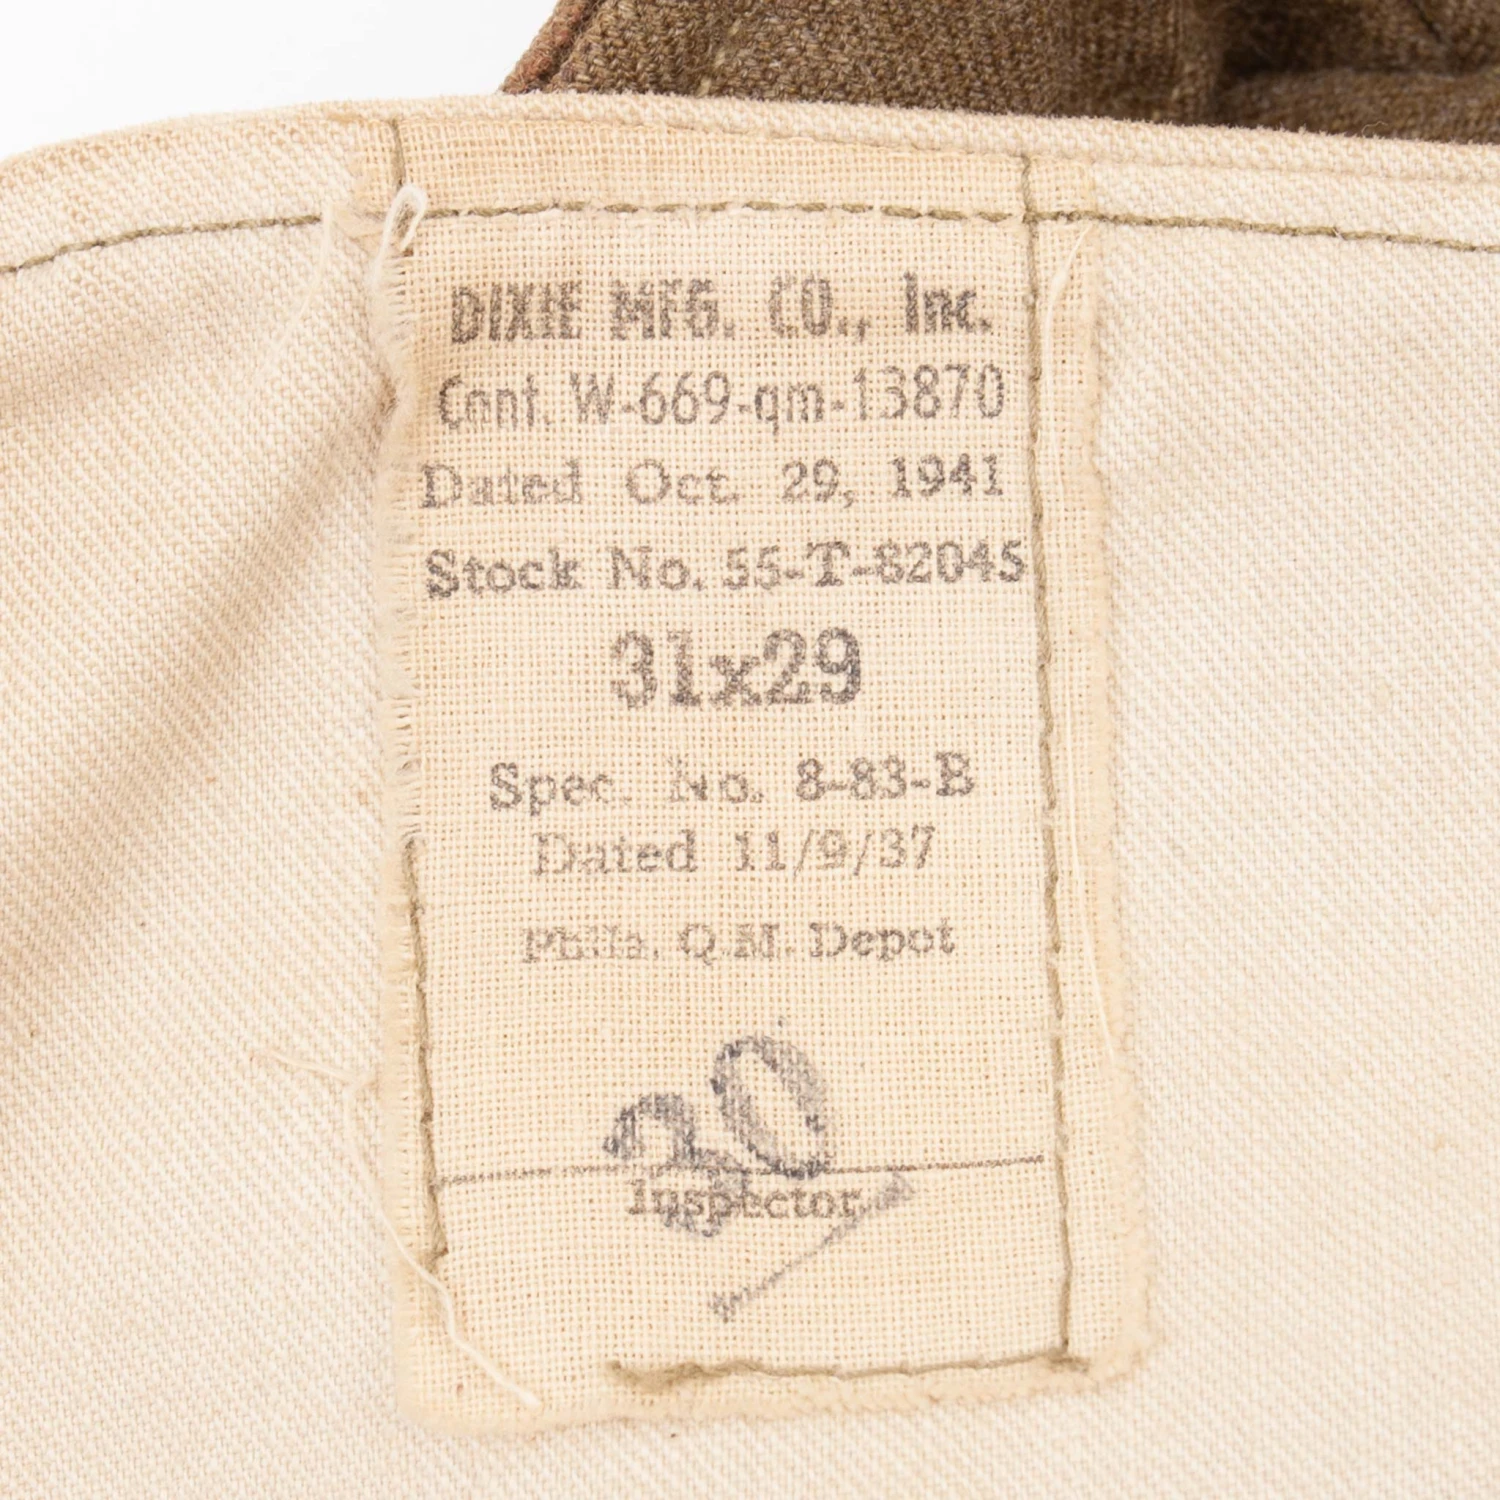 DIXIE MFG. CO., Inc.
Cont. W-669-qm-13870
Dated Oct. 29, 1941
Stock No. 55-T-82045
31x29
Spec. No. 8-83-B
Dated 11/9/37
Phila. Q.M. Depot
20
Inspector